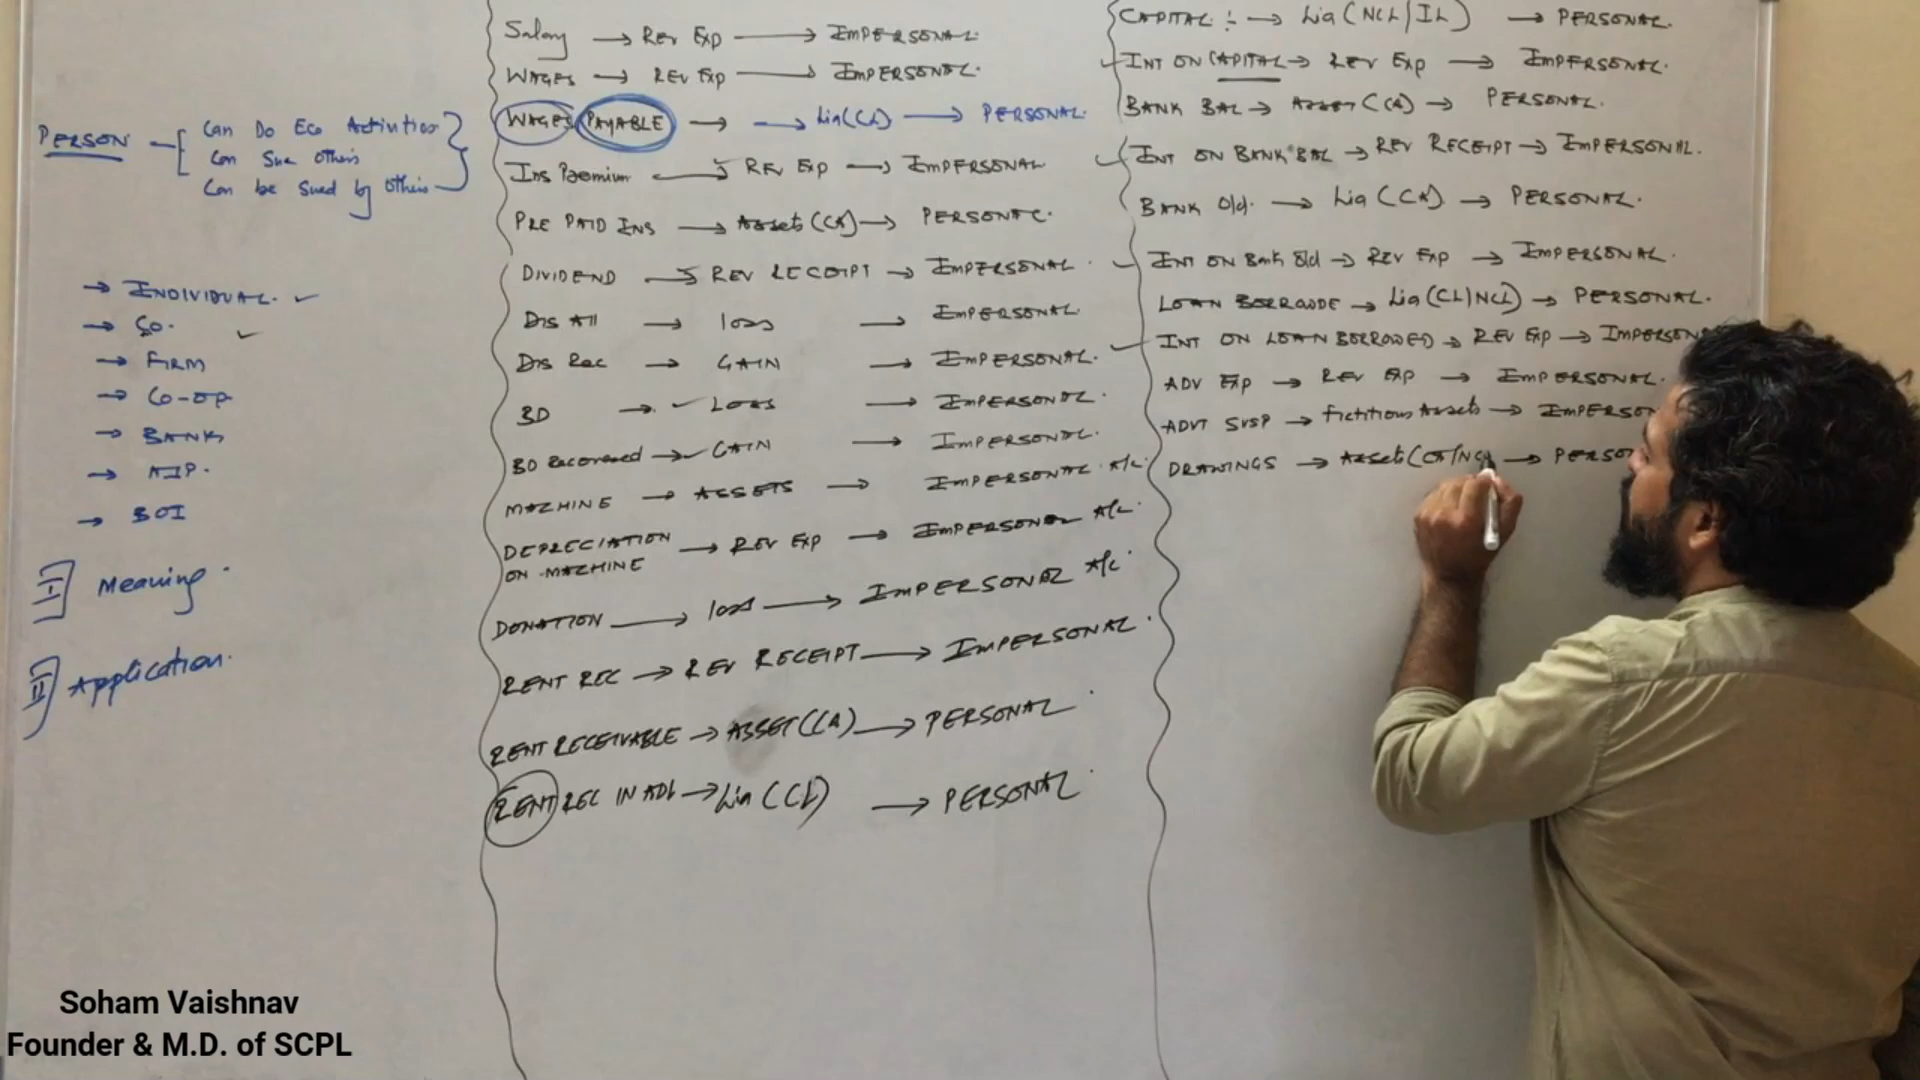 PERSON
Can Do Eco Activities
Can Sue Others
Can be Sued by Others
→ INDIVIDUAL. ✓
→ Co. ✓
→ FIRM
→ CO-OP
→ BANK
→ AJP.
→ BOI
I] Meaning.
II] Application.
Salary → Rev Exp → IMPERSONAL.
WAGES → REV EXP → IMPERSONAL.
WAGES PAYABLE → → Lia(CL) → PERSONAL.
Ins Premium → REV EXP → IMPERSONAL
PRE PAID INS → Assets (CA) → PERSONAL.
DIVIDEND → REV RECEIPT → IMPERSONAL
Dis All → loss → IMPERSONAL
Dis Rec → GAIN → IMPERSONAL.
BD → ✓ Loss → IMPERSONAL.
BD Recovered → GAIN → IMPERSONAL.
MACHINE → ASSETS → IMPERSONAL A/c
DEPRECIATION → REV EXP → IMPERSONAL A/c.
ON MACHINE
DONATION → loss → IMPERSONAL A/c
RENT REC → REV RECEIPT → IMPERSONAL.
RENT RECEIVABLE → ASSET (CA) → PERSONAL
RENT REC IN ADV → Lia (CL) → PERSONAL
CAPITAL :- → Lia (NCL/IL) → PERSONAL.
✓ INT ON CAPITAL → REV EXP → IMPERSONAL.
BANK BAL → ASSET (CA) → PERSONAL.
✓ INT ON BANK BAL → REV RECEIPT → IMPERSONAL.
BANK O/d. → Lia (CL) → PERSONAL.
✓ INT ON Bank O/d → REV EXP → IMPERSONAL.
LOAN BORROWDE → Lia (CL/NCL) → PERSONAL.
✓ INT ON LOAN BORROWED → REV EXP → IMPERSON
ADV EXP → REV EXP → IMPERSONAL.
ADVT SUSP → Fictitious Assets → IMPERSON
DRAWINGS → Assets (CA/NCA → PERSO
Soham Vaishnav
Founder & M.D. of SCPL